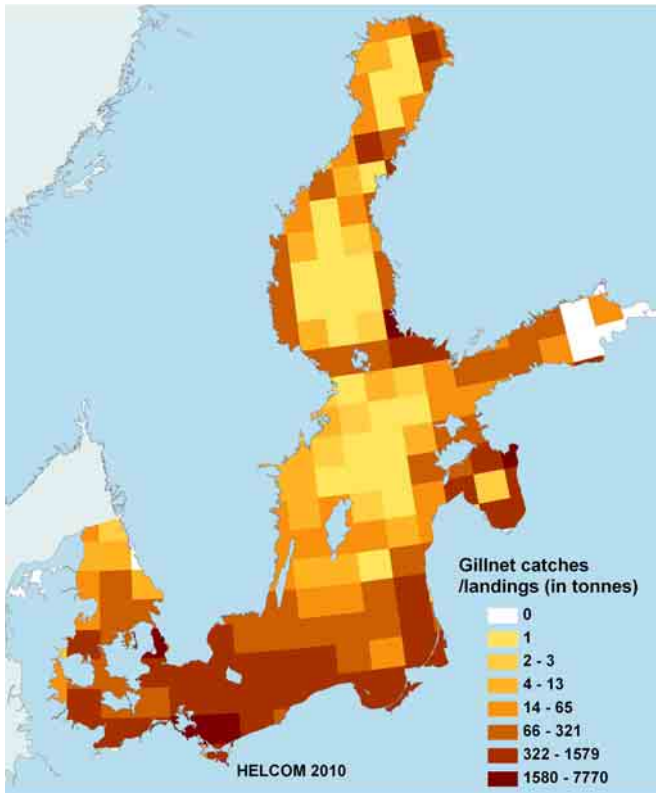 Gillnet catches
/landings (in tonnes)
0
1
2 - 3
4 - 13
14 - 65
66 - 321
322 - 1579
1580 - 7770
HELCOM 2010